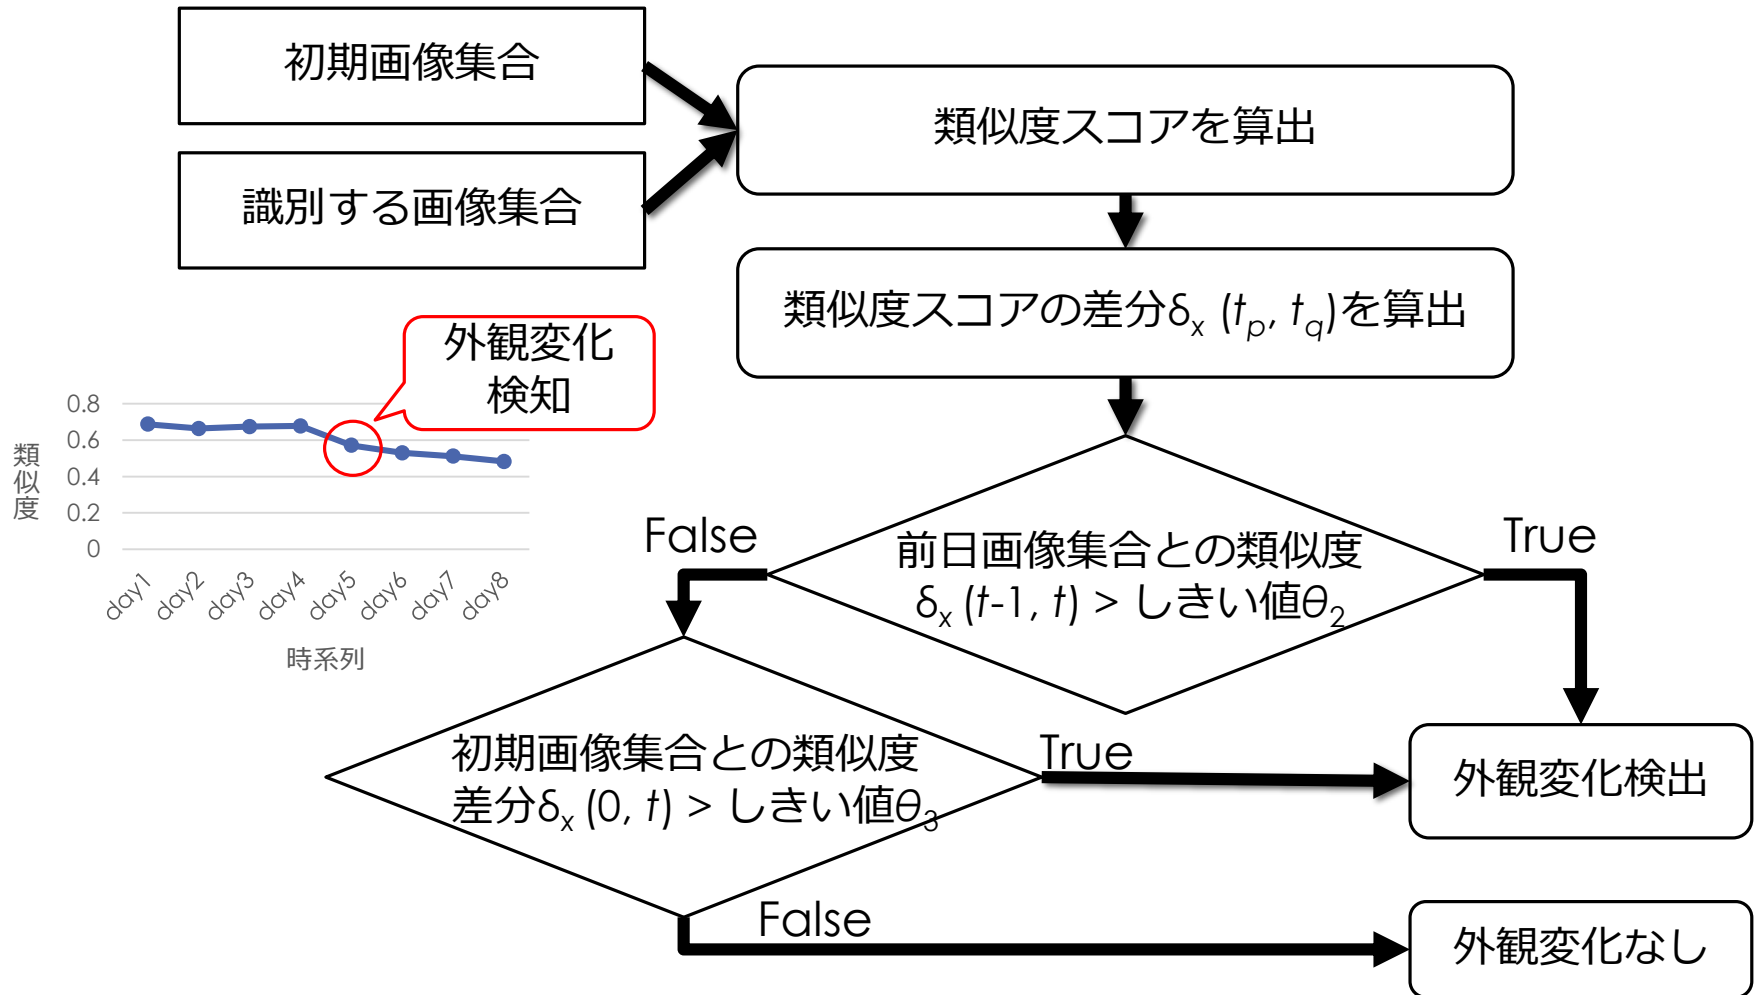 初期画像集合
識別する画像集合
類似度スコアを算出
類似度スコアの差分δx (tp, tq)を算出
外観変化
検知
0.8
0.6
0.4
0.2
0
類似度
day1
day2
day3
day4
day5
day6
day7
day8
時系列
False
True
前日画像集合との類似度
δx (t-1, t) > しきい値θ2
初期画像集合との類似度
差分δx (0, t) > しきい値θ3
True
外観変化検出
False
外観変化なし